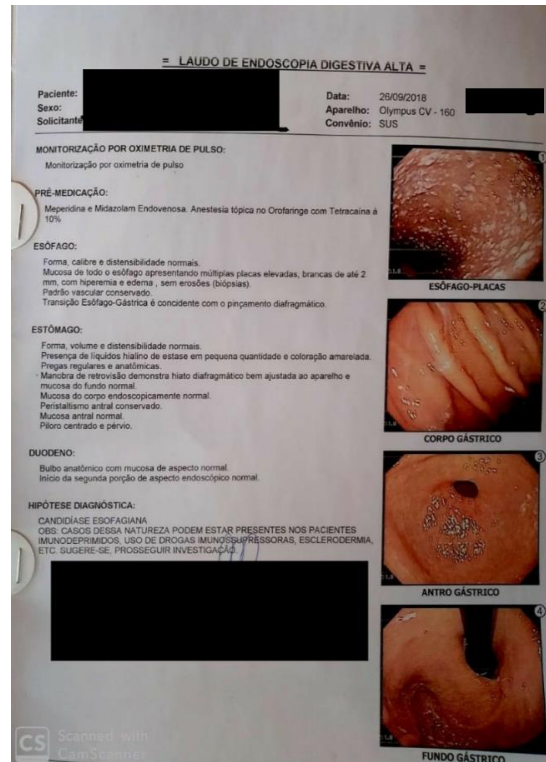 = LAUDO DE ENDOSCOPIA DIGESTIVA ALTA =
Paciente:
Sexo:
Solicitante
Data: 26/09/2018
Aparelho: Olympus CV - 160
Convênio: SUS
MONITORIZAÇÃO POR OXIMETRIA DE PULSO:
Monitorização por oximetria de pulso
PRÉ-MEDICAÇÃO:
Meperidina e Midazolam Endovenosa. Anestesia tópica no Orofaringe com Tetracaina à
10%
ESÔFAGO:
Forma, calibre e distensibilidade normais.
Mucosa de todo o esôfago apresentando múltiplas placas elevadas, brancas de até 2
mm, com hiperemia e edema , sem erosões (biópsias).
Padrão vascular conservado.
Transição Esôfago-Gástrica é concidente com o pinçamento diafragmático.
ESTÔMAGO:
Forma, volume e distensibilidade normais.
Presença de líquidos hialino de estase em pequena quantidade e coloração amarelada.
Pregas regulares e anatômicas.
- Manobra de retrovisão demonstra hiato diafragmático bem ajustada ao aparelho e
mucosa do fundo normal.
Mucosa do corpo endoscopicamente normal.
Peristaltismo antral conservado.
Mucosa antral normal.
Piloro centrado e pérvio.
DUODENO:
Bulbo anatômico com mucosa de aspecto normal.
Início da segunda porção de aspecto endoscópico normal.
HIPÓTESE DIAGNÓSTICA:
CANDIDÍASE ESOFAGIANA
OBS: CASOS DESSA NATUREZA PODEM ESTAR PRESENTES NOS PACIENTES
IMUNODEPRIMIDOS, USO DE DROGAS IMUNOSSUPRESSORAS, ESCLERODERMIA,
ETC. SUGERE-SE, PROSSEGUIR INVESTIGAÇÃO.
1
ESÔFAGO-PLACAS
2
CORPO GÁSTRICO
3
ANTRO GÁSTRICO
4
FUNDO GÁSTRICO
CS Scanned with
CamScanner